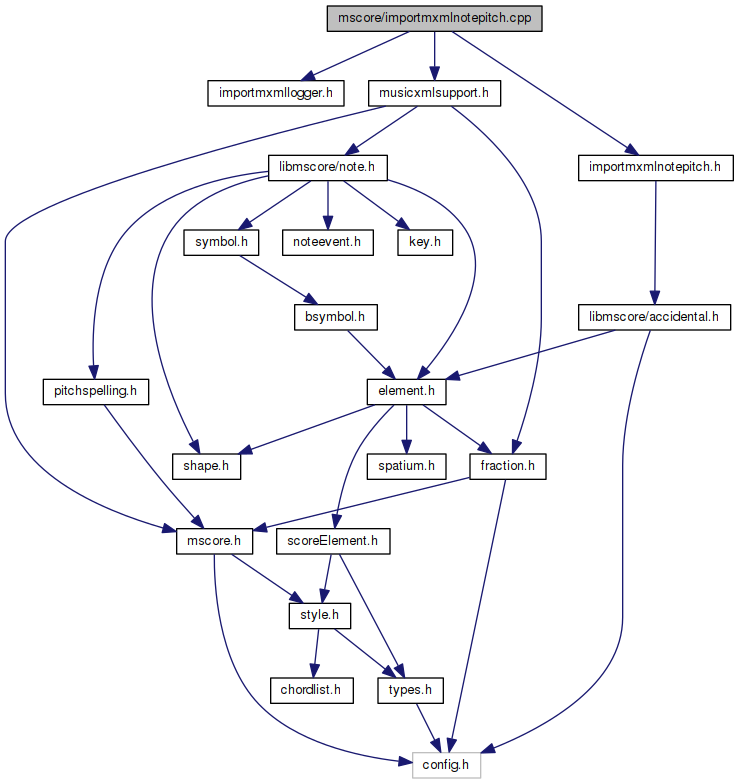 mscore/importmxmlnotepitch.cpp
importmxmllogger.h
musicxmlsupport.h
libmscore/note.h
importmxmlnotepitch.h
symbol.h
noteevent.h
key.h
bsymbol.h
libmscore/accidental.h
pitchspelling.h
element.h
shape.h
spatium.h
fraction.h
mscore.h
scoreElement.h
style.h
chordlist.h
types.h
config.h